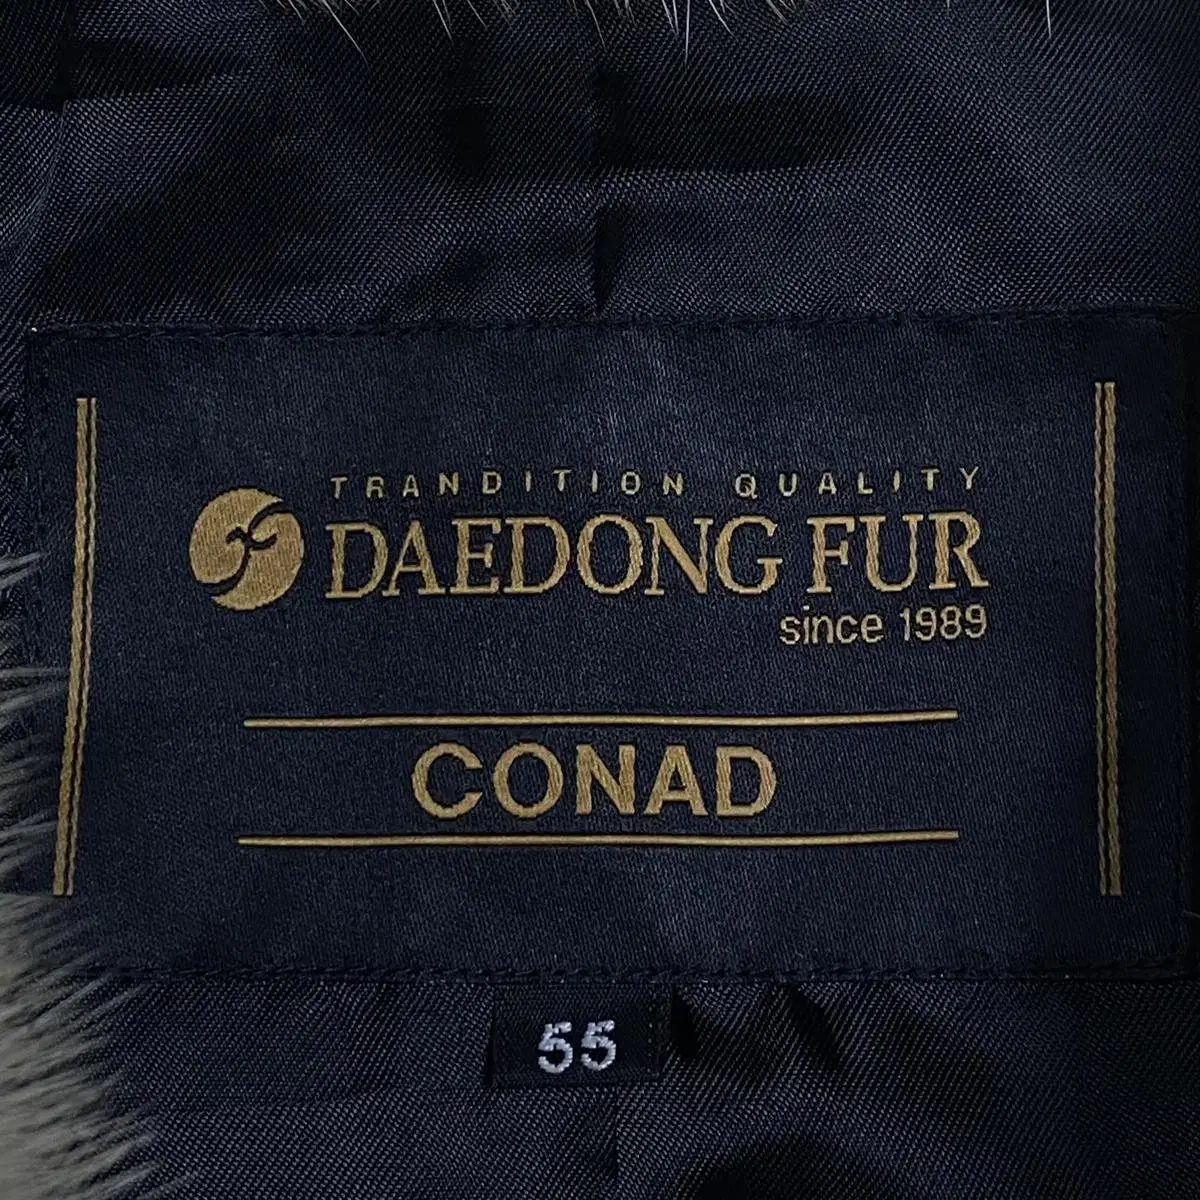 TRANDITION QUALITY
DAEDONG FUR
since 1989
CONAD
55